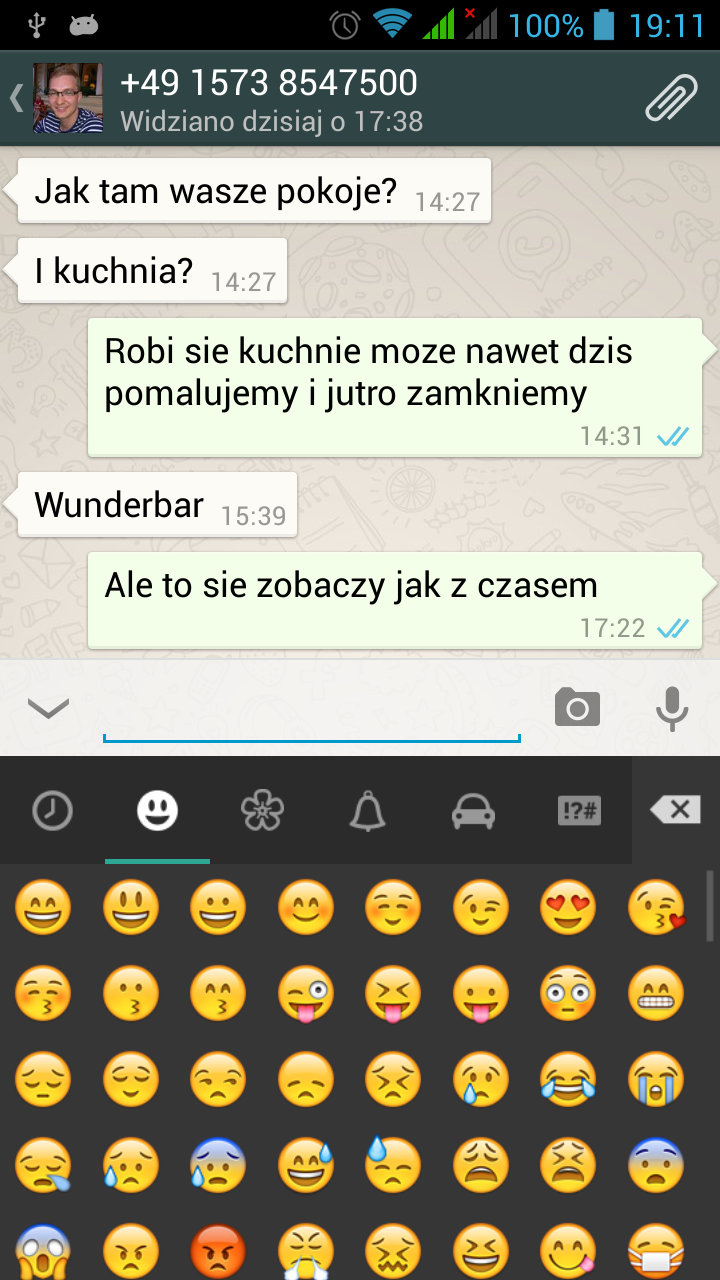 100% 19:11
+49 1573 8547500
Widziano dzisiaj o 17:38
Jak tam wasze pokoje? 14:27
I kuchnia? 14:27
Robi sie kuchnie moze nawet dzis
pomalujemy i jutro zamkniemy
14:31
Wunderbar 15:39
Ale to sie zobaczy jak z czasem
17:22
!?#
Whatsapp